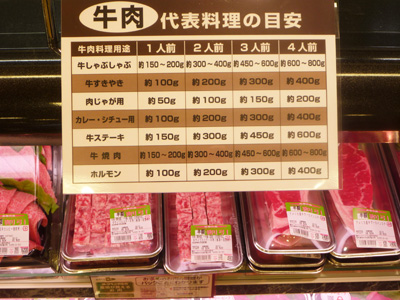 牛肉 代表料理の目安
牛肉料理用途 1人前 2人前 3人前 4人前
牛しゃぶしゃぶ 約150～200g 約300～400g 約450～600g 約600～800g
牛すきやき 約100g 約200g 約300g 約400g
肉じゃが用 約50g 約100g 約150g 約200g
カレー・シチュー用 約100g 約200g 約300g 約400g
牛ステーキ 約150g 約300g 約450g 約600g
牛焼肉 約150～200g 約300～400g 約450～600g 約600～800g
ホルモン 約100g 約200g 約300g 約400g